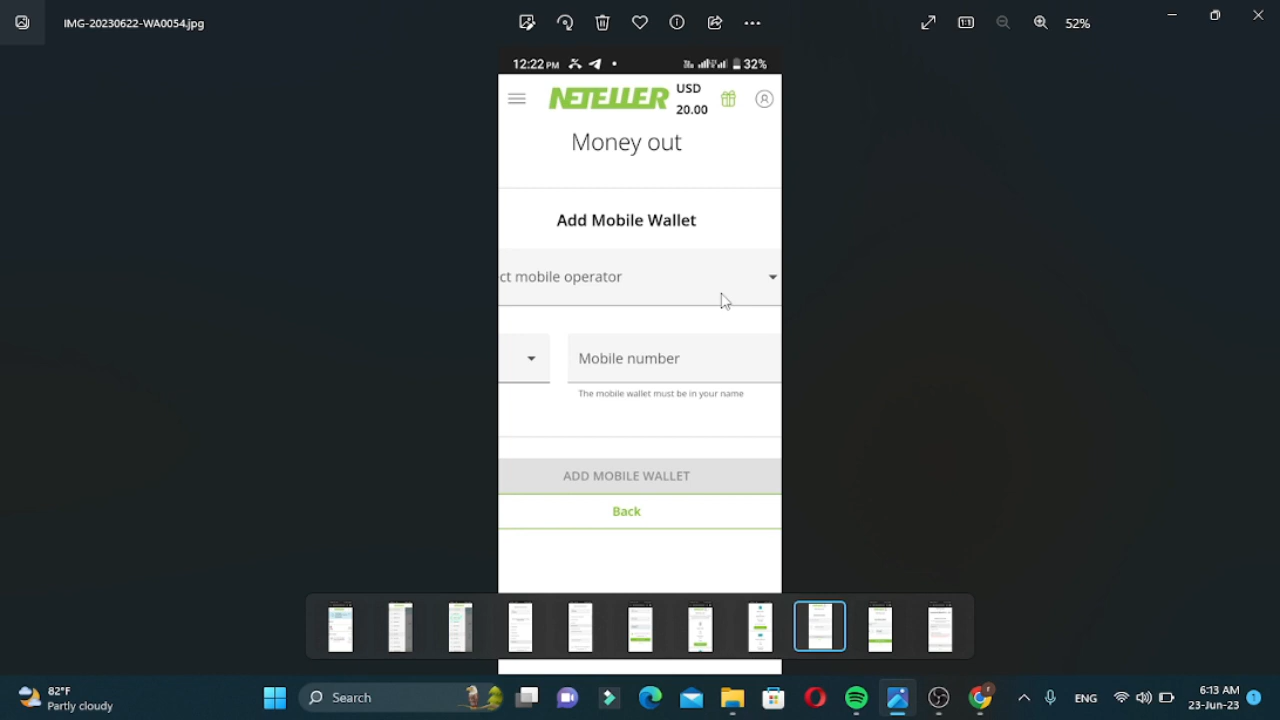 IMG-20230622-WA0054.jpg
52%
12:22 PM
32%
NETELLER
USD
20.00
Money out
Add Mobile Wallet
ct mobile operator
Mobile number
The mobile wallet must be in your name
ADD MOBILE WALLET
Back
82°F
Partly cloudy
Search
ENG
6:13 AM
23-Jun-23
1